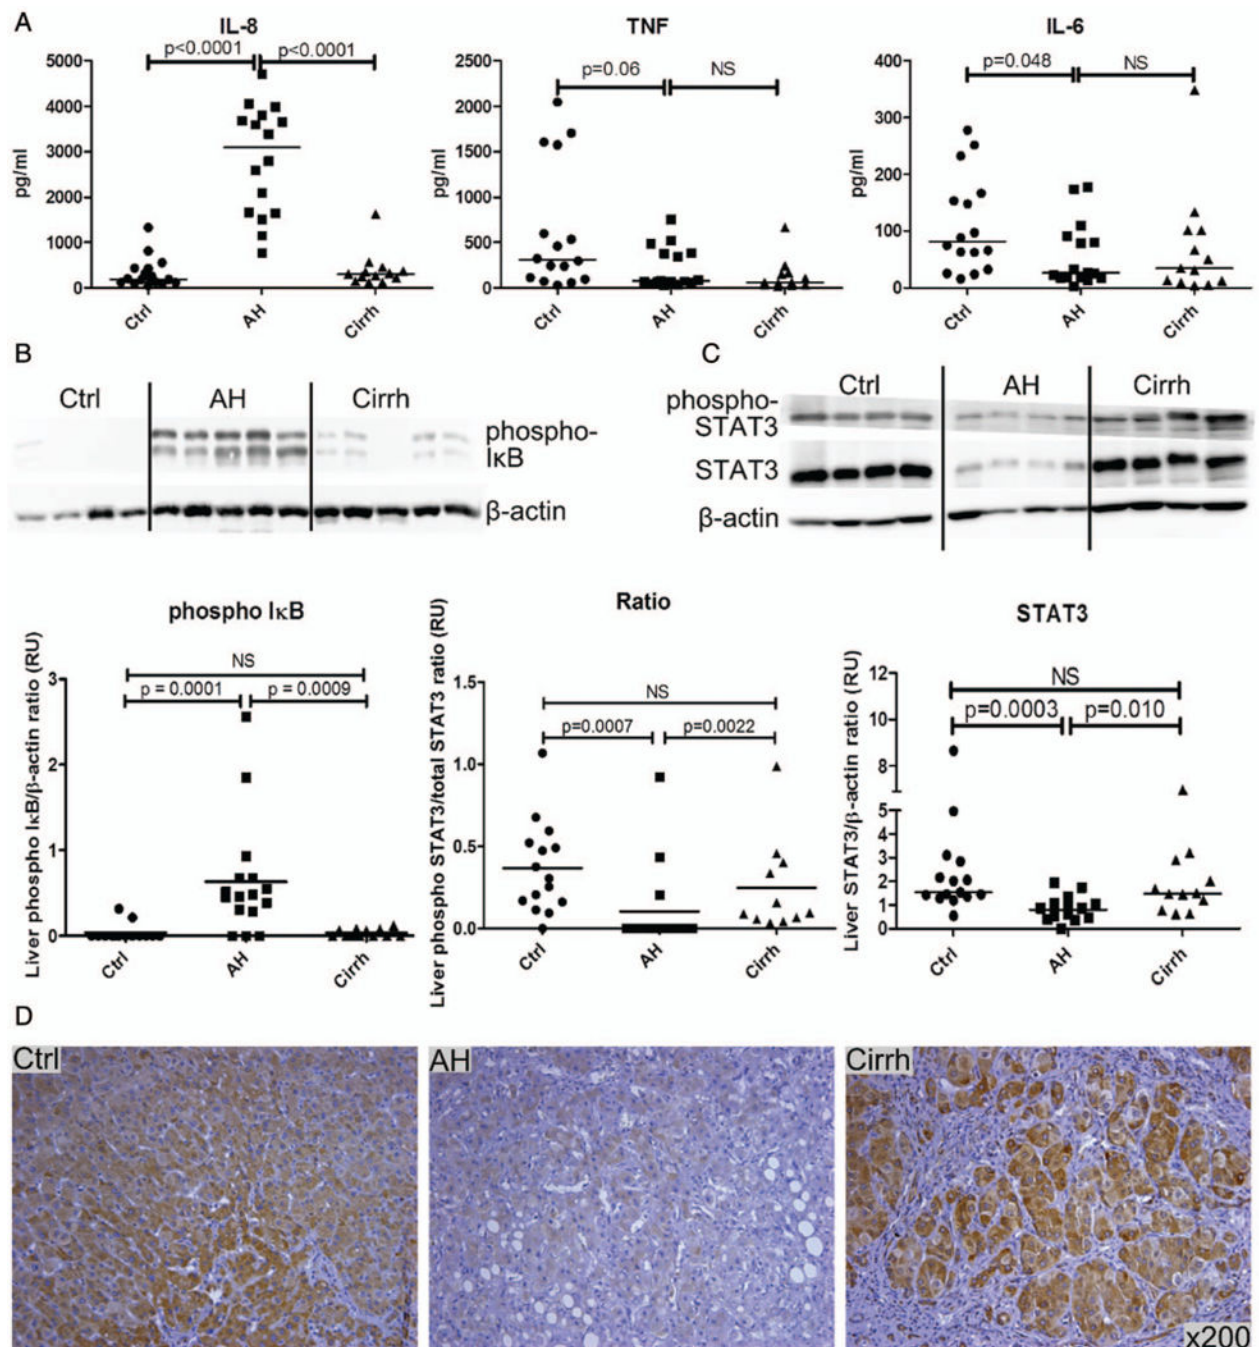 A
IL-8
TNF
IL-6
p<0.0001
p<0.0001
pg/ml
5000
4000
3000
2000
1000
0
Ctrl
AH
Cirrh
p=0.06
NS
pg/ml
2500
2000
1500
1000
500
0
Ctrl
AH
Cirrh
p=0.048
NS
pg/ml
400
300
200
100
0
Ctrl
AH
Cirrh
B
Ctrl
AH
Cirrh
phospho-
IκB
β-actin
C
Ctrl
AH
Cirrh
phospho-
STAT3
STAT3
β-actin
phospho IκB
Liver phospho IκB/β-actin ratio (RU)
NS
p = 0.0001
p = 0.0009
3
2
1
0
Ctrl
AH
Cirrh
Ratio
Liver phospho STAT3/total STAT3 ratio (RU)
NS
p=0.0007
p=0.0022
1.5
1.0
0.5
0.0
Ctrl
AH
Cirrh
STAT3
Liver STAT3/β-actin ratio (RU)
NS
p=0.0003
p=0.010
12
10
8
6
5
4
3
2
1
0
Ctrl
AH
Cirrh
D
Ctrl
AH
Cirrh
x200